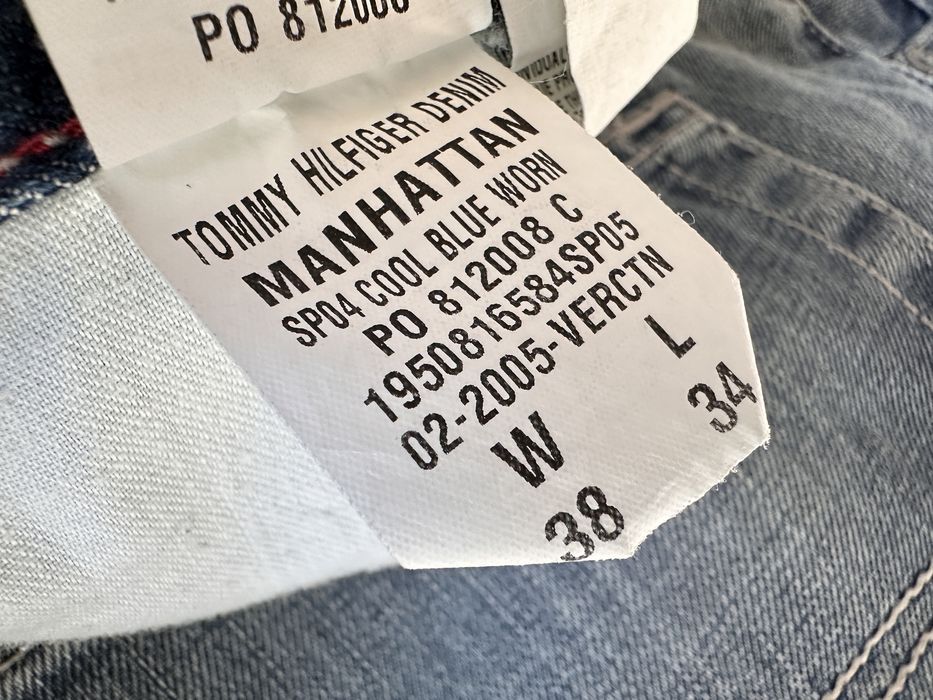 PO 812008
TOMMY HILFIGER DENIM
MANHATTAN
SP04 COOL BLUE WORN
PO 812008 C
1950816584SP05
02-2005-VERCTN
W L
38 34